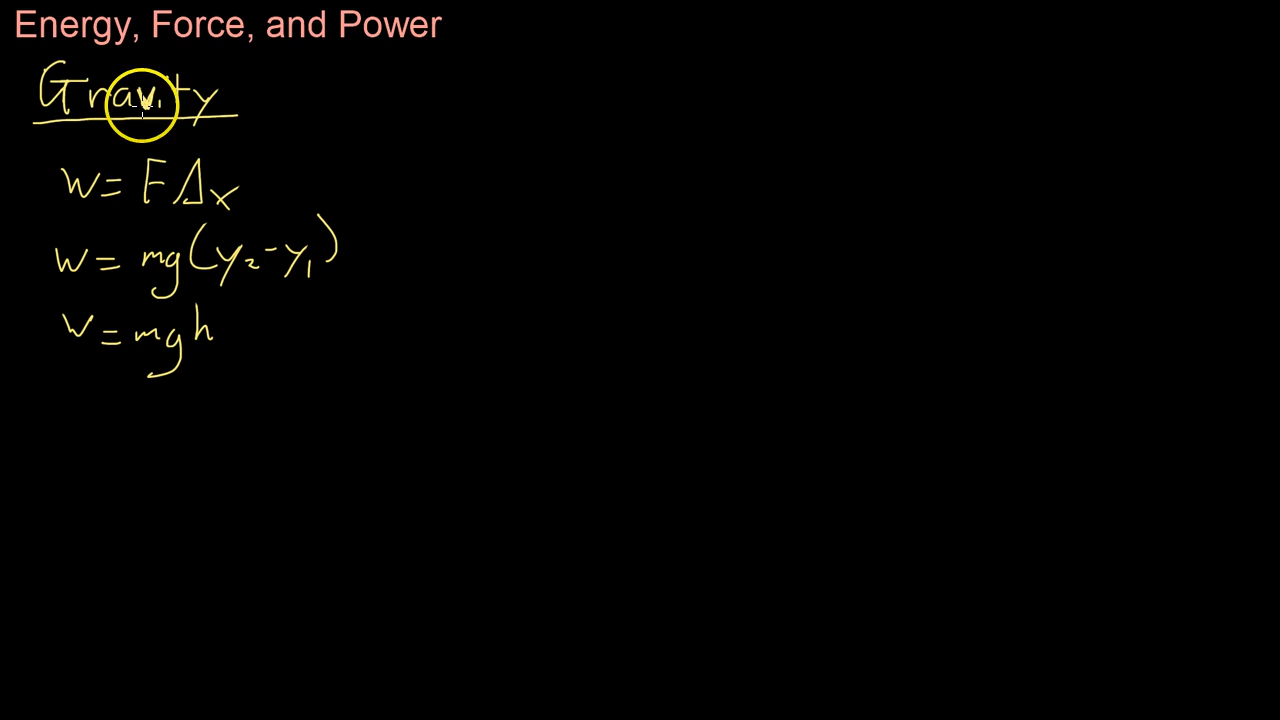 Energy, Force, and Power
Gravity
W = FΔx
W = mg(y₂-y₁)
W = mgh